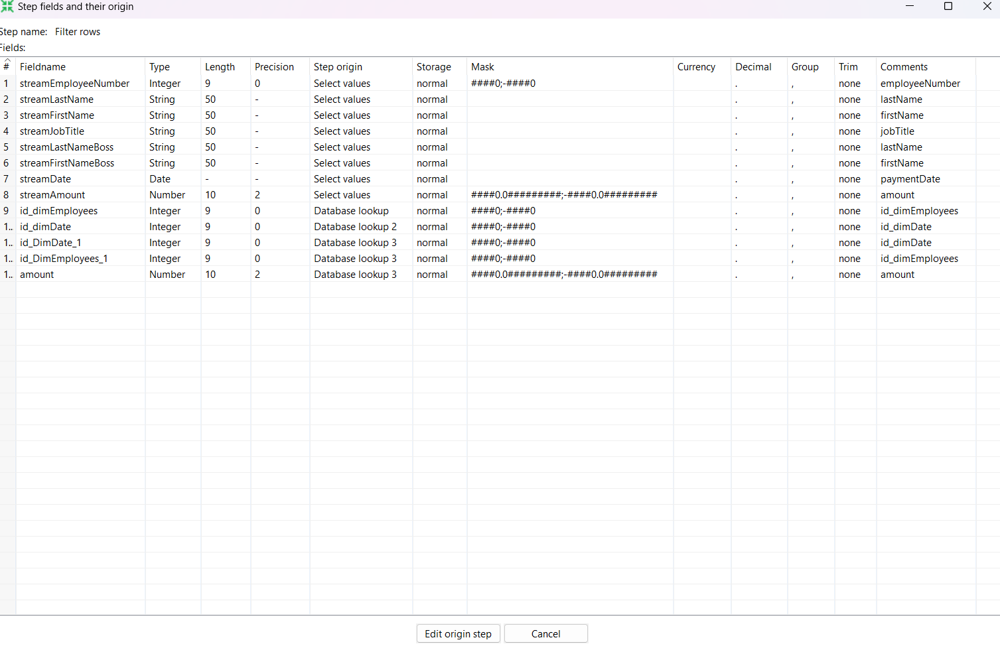 Step fields and their origin
Step name: Filter rows
Fields:
# Fieldname Type Length Precision Step origin Storage Mask Currency Decimal Group Trim Comments
1 streamEmployeeNumber Integer 9 0 Select values normal ####0;-####0 . , none employeeNumber
2 streamLastName String 50 - Select values normal . , none lastName
3 streamFirstName String 50 - Select values normal . , none firstName
4 streamJobTitle String 50 - Select values normal . , none jobTitle
5 streamLastNameBoss String 50 - Select values normal . , none lastName
6 streamFirstNameBoss String 50 - Select values normal . , none firstName
7 streamDate Date - - Select values normal . , none paymentDate
8 streamAmount Number 10 2 Select values normal ####0.0#########;-####0.0######### . , none amount
9 id_dimEmployees Integer 9 0 Database lookup normal ####0;-####0 . , none id_dimEmployees
1.. id_dimDate Integer 9 0 Database lookup 2 normal ####0;-####0 . , none id_dimDate
1.. id_DimDate_1 Integer 9 0 Database lookup 3 normal ####0;-####0 . , none id_dimDate
1.. id_DimEmployees_1 Integer 9 0 Database lookup 3 normal ####0;-####0 . , none id_dimEmployees
1.. amount Number 10 2 Database lookup 3 normal ####0.0#########;-####0.0######### . , none amount
Edit origin step Cancel